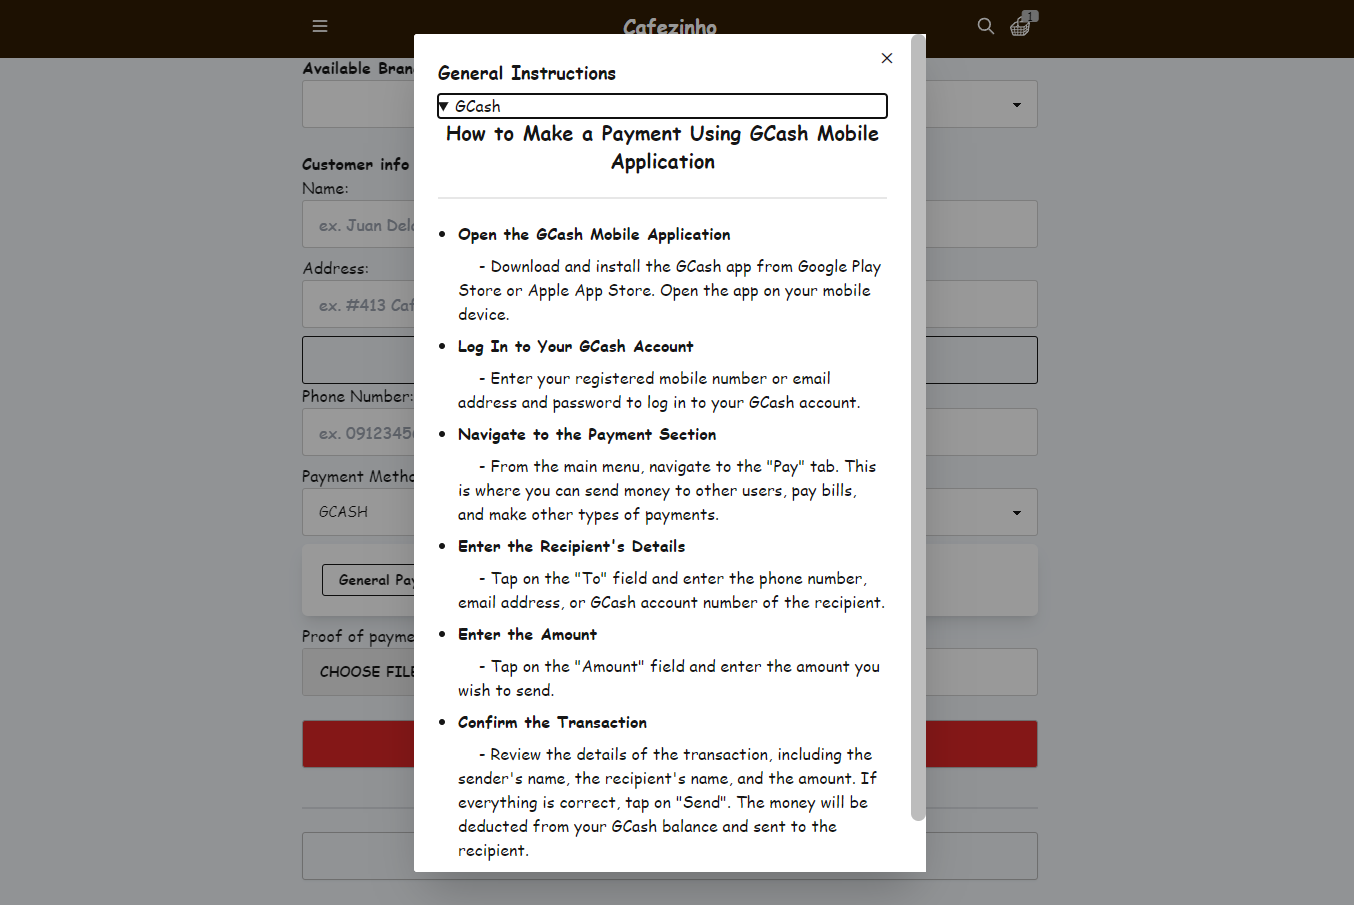 Cafezinho
1
Available Bran
Customer info
Name:
ex. Juan Dela
Address:
ex. #413 Caf
Phone Number:
ex. 0912345
Payment Metho
GCASH
General Pay
Proof of payme
CHOOSE FILE
General Instructions
GCash
How to Make a Payment Using GCash Mobile
Application
Open the GCash Mobile Application
- Download and install the GCash app from Google Play
Store or Apple App Store. Open the app on your mobile
device.
Log In to Your GCash Account
- Enter your registered mobile number or email
address and password to log in to your GCash account.
Navigate to the Payment Section
- From the main menu, navigate to the "Pay" tab. This
is where you can send money to other users, pay bills,
and make other types of payments.
Enter the Recipient's Details
- Tap on the "To" field and enter the phone number,
email address, or GCash account number of the recipient.
Enter the Amount
- Tap on the "Amount" field and enter the amount you
wish to send.
Confirm the Transaction
- Review the details of the transaction, including the
sender's name, the recipient's name, and the amount. If
everything is correct, tap on "Send". The money will be
deducted from your GCash balance and sent to the
recipient.